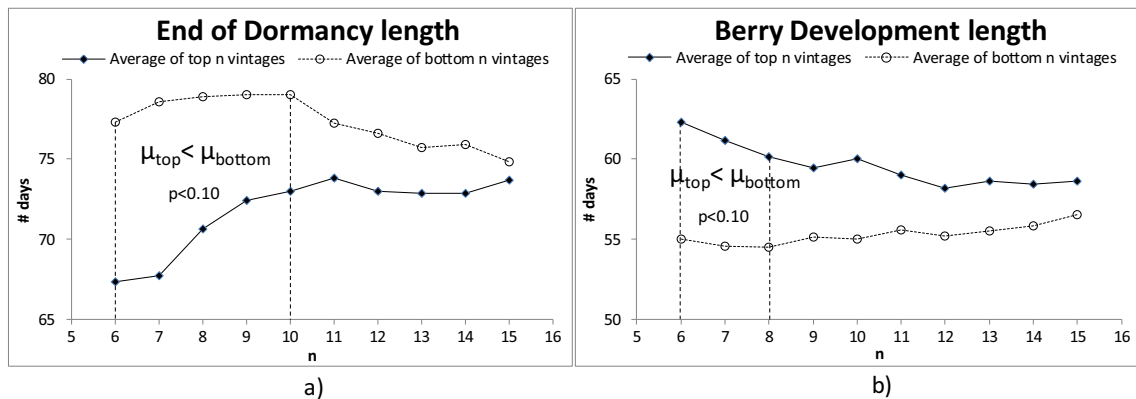 End of Dormancy length
Average of top n vintages Average of bottom n vintages
80
75
70
65
# days
μtop< μbottom
p<0.10
5 6 7 8 9 10 11 12 13 14 15 16
n
a)
Berry Development length
Average of top n vintages Average of bottom n vintages
65
60
55
50
# days
μtop< μbottom
p<0.10
5 6 7 8 9 10 11 12 13 14 15 16
n
b)